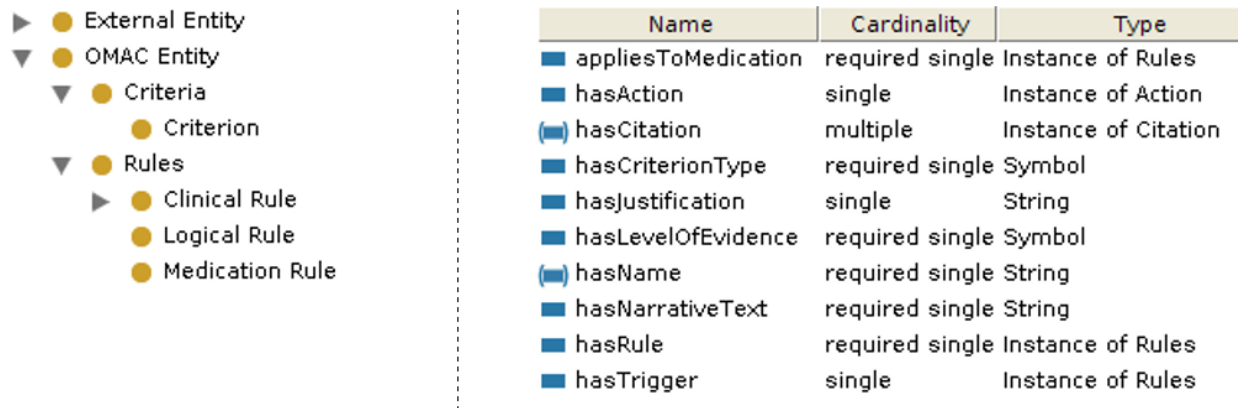 External Entity
OMAC Entity
Criteria
Criterion
Rules
Clinical Rule
Logical Rule
Medication Rule
Name Cardinality Type
appliesToMedication required single Instance of Rules
hasAction single Instance of Action
hasCitation multiple Instance of Citation
hasCriterionType required single Symbol
hasJustification single String
hasLevelOfEvidence required single Symbol
hasName required single String
hasNarrativeText required single String
hasRule required single Instance of Rules
hasTrigger single Instance of Rules